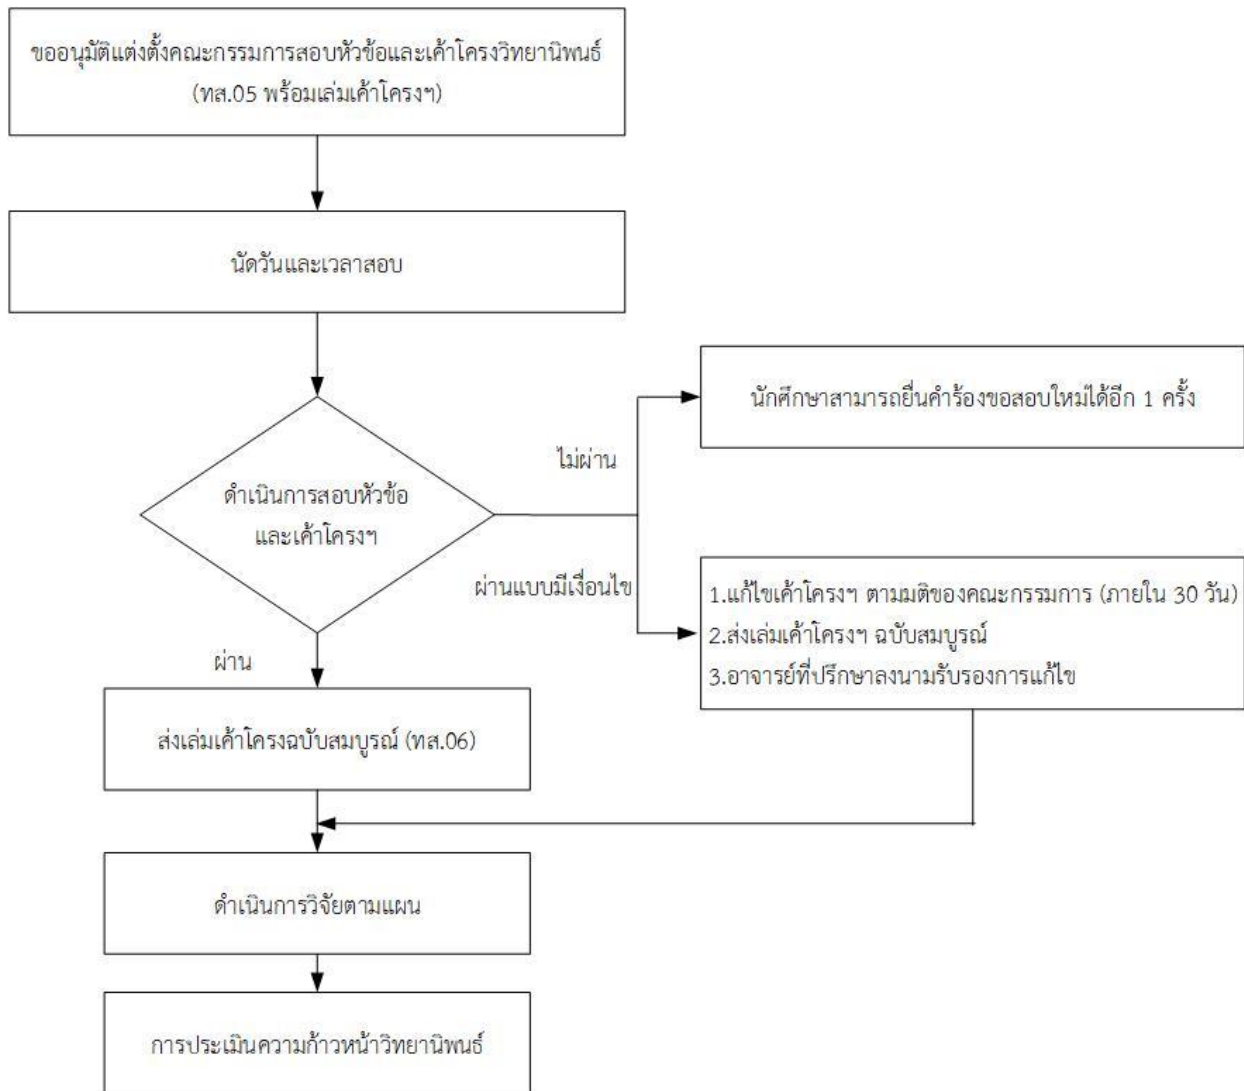 ขออนุมัติแต่งตั้งคณะกรรมการสอบหัวข้อและเค้าโครงวิทยานิพนธ์
(ทส.05 พร้อมเล่มเค้าโครงฯ)
นัดวันและเวลาสอบ
นักศึกษาสามารถยื่นคำร้องขอสอบใหม่ได้อีก 1 ครั้ง
ไม่ผ่าน
ดำเนินการสอบหัวข้อ
และเค้าโครงฯ
ผ่านแบบมีเงื่อนไข
1.แก้ไขเค้าโครงฯ ตามมติของคณะกรรมการ (ภายใน 30 วัน)
2.ส่งเล่มเค้าโครงฯ ฉบับสมบูรณ์
3.อาจารย์ที่ปรึกษาลงนามรับรองการแก้ไข
ผ่าน
ส่งเล่มเค้าโครงฉบับสมบูรณ์ (ทส.06)
ดำเนินการวิจัยตามแผน
การประเมินความก้าวหน้าวิทยานิพนธ์